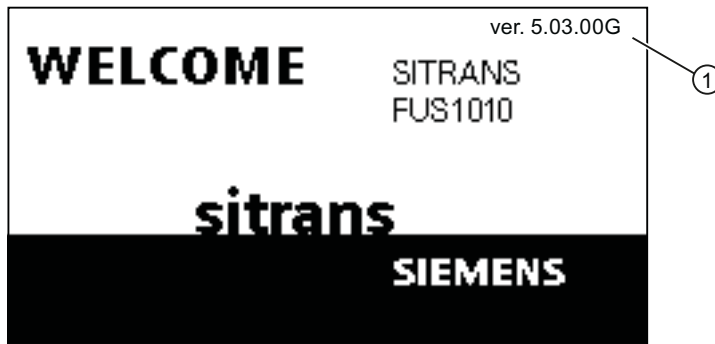 ver. 5.03.00G
WELCOME
SITRANS
FUS1010
1
sitrans
SIEMENS